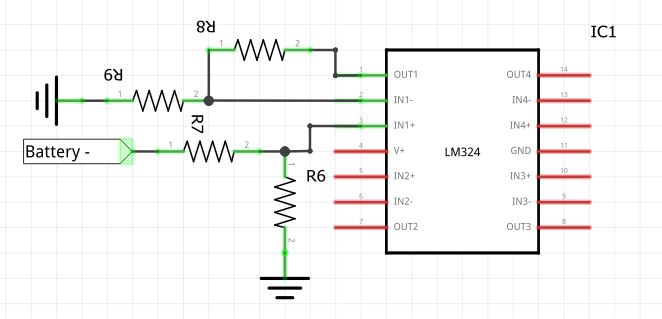 R8
1 2
IC1
R9
1 2
R7
1 2
R6
1
2
Battery -
LM324
1 OUT1
2 IN1-
3 IN1+
4 V+
5 IN2+
6 IN2-
7 OUT2
OUT4 14
IN4- 13
IN4+ 12
GND 11
IN3+ 10
IN3- 9
OUT3 8